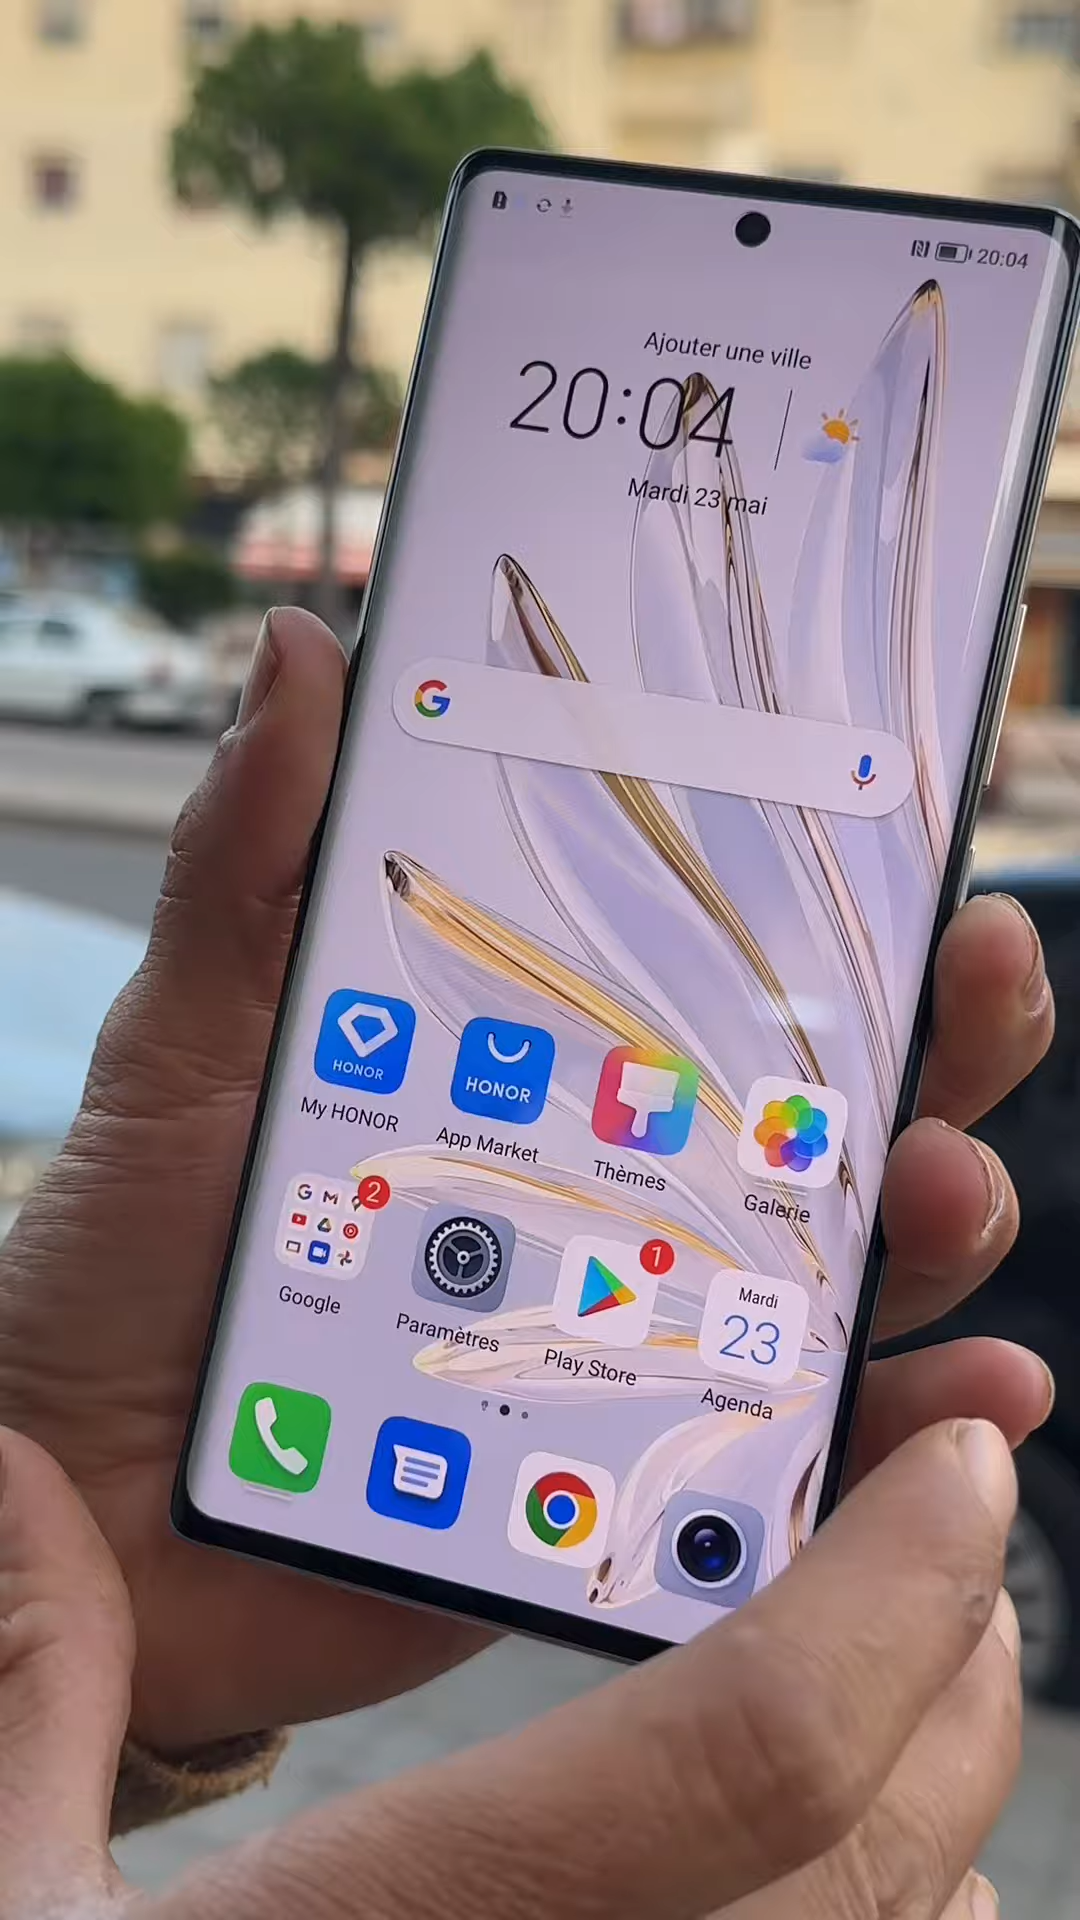 20:04
Ajouter une ville
20:04
Mardi 23 mai
G
HONOR
My HONOR
HONOR
App Market
Thèmes
Galerie
2
Google
Paramètres
1
Play Store
Mardi
23
Agenda